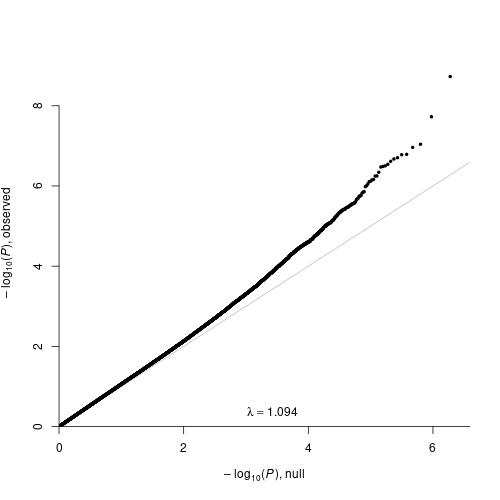 8
6
4
2
0
− log10(P), observed
λ = 1.094
0 2 4 6
− log10(P), null